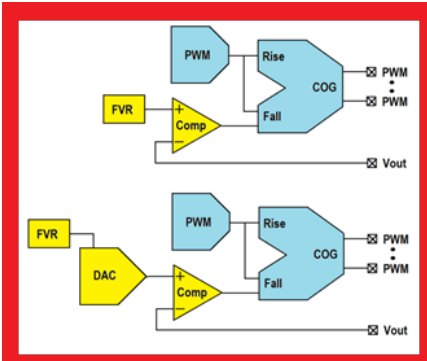 PWM
Rise
COG
PWM
PWM
FVR
+
Comp
−
Fall
Vout
FVR
PWM
Rise
COG
PWM
PWM
DAC
+
Comp
−
Fall
Vout